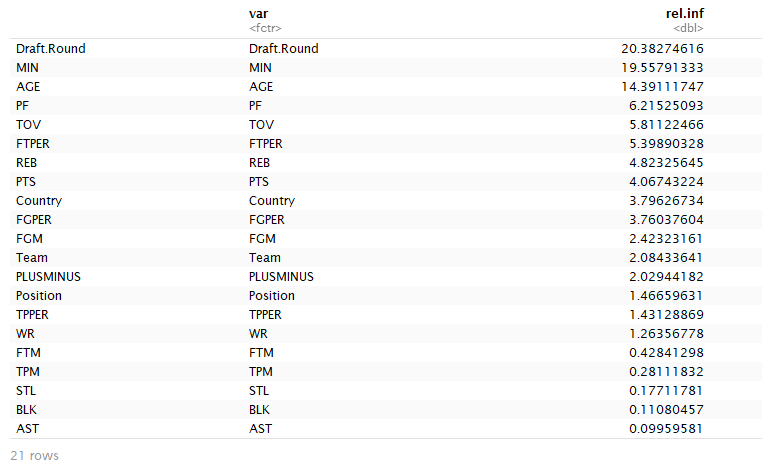 var rel.inf
<fctr> <dbl>
Draft.Round Draft.Round 20.38274616
MIN MIN 19.55791333
AGE AGE 14.39111747
PF PF 6.21525093
TOV TOV 5.81122466
FTPER FTPER 5.39890328
REB REB 4.82325645
PTS PTS 4.06743224
Country Country 3.79626734
FGPER FGPER 3.76037604
FGM FGM 2.42323161
Team Team 2.08433641
PLUSMINUS PLUSMINUS 2.02944182
Position Position 1.46659631
TPPER TPPER 1.43128869
WR WR 1.26356778
FTM FTM 0.42841298
TPM TPM 0.28111832
STL STL 0.17711781
BLK BLK 0.11080457
AST AST 0.09959581
21 rows